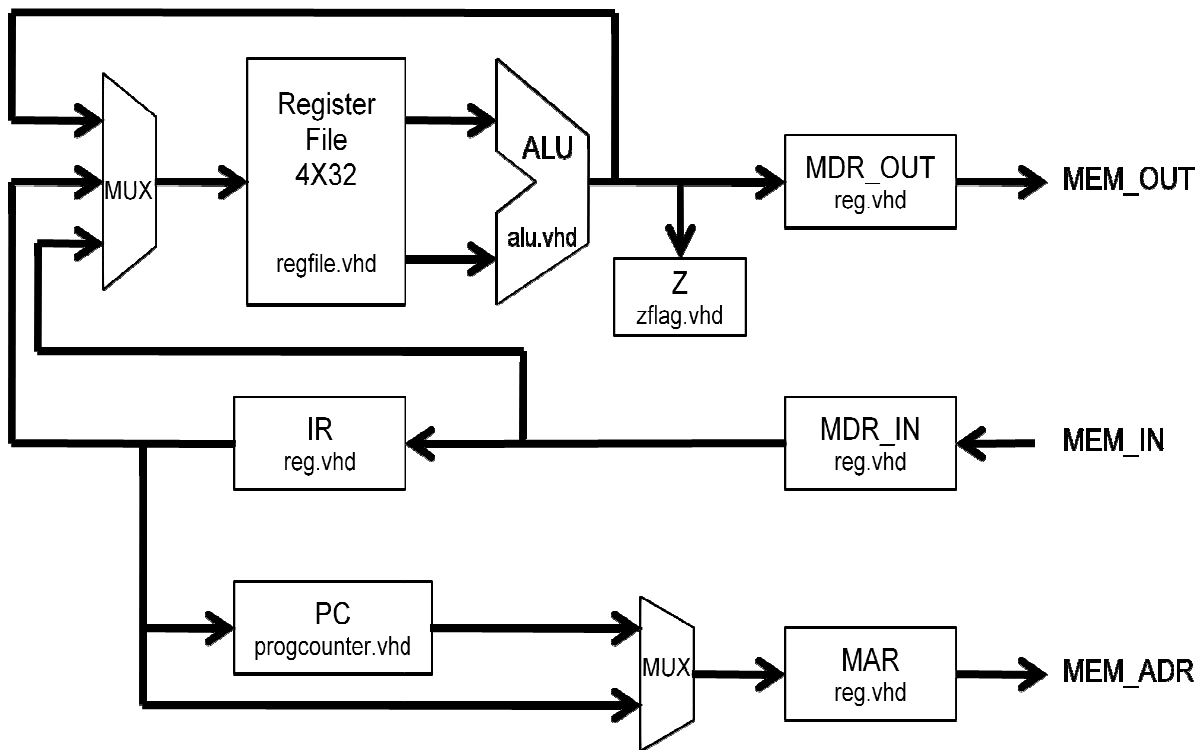 MUX
Register
File
4X32
regfile.vhd
ALU
alu.vhd
MDR_OUT
reg.vhd
MEM_OUT
Z
zflag.vhd
IR
reg.vhd
MDR_IN
reg.vhd
MEM_IN
PC
progcounter.vhd
MUX
MAR
reg.vhd
MEM_ADR